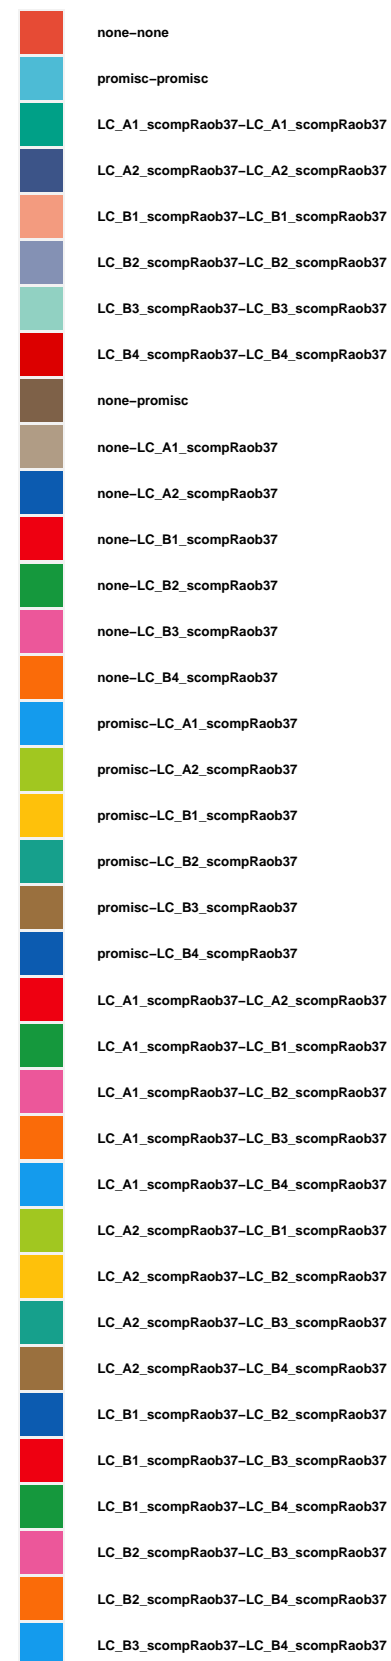 none–none
promisc–promisc
LC_A1_scompRaob37–LC_A1_scompRaob37
LC_A2_scompRaob37–LC_A2_scompRaob37
LC_B1_scompRaob37–LC_B1_scompRaob37
LC_B2_scompRaob37–LC_B2_scompRaob37
LC_B3_scompRaob37–LC_B3_scompRaob37
LC_B4_scompRaob37–LC_B4_scompRaob37
none–promisc
none–LC_A1_scompRaob37
none–LC_A2_scompRaob37
none–LC_B1_scompRaob37
none–LC_B2_scompRaob37
none–LC_B3_scompRaob37
none–LC_B4_scompRaob37
promisc–LC_A1_scompRaob37
promisc–LC_A2_scompRaob37
promisc–LC_B1_scompRaob37
promisc–LC_B2_scompRaob37
promisc–LC_B3_scompRaob37
promisc–LC_B4_scompRaob37
LC_A1_scompRaob37–LC_A2_scompRaob37
LC_A1_scompRaob37–LC_B1_scompRaob37
LC_A1_scompRaob37–LC_B2_scompRaob37
LC_A1_scompRaob37–LC_B3_scompRaob37
LC_A1_scompRaob37–LC_B4_scompRaob37
LC_A2_scompRaob37–LC_B1_scompRaob37
LC_A2_scompRaob37–LC_B2_scompRaob37
LC_A2_scompRaob37–LC_B3_scompRaob37
LC_A2_scompRaob37–LC_B4_scompRaob37
LC_B1_scompRaob37–LC_B2_scompRaob37
LC_B1_scompRaob37–LC_B3_scompRaob37
LC_B1_scompRaob37–LC_B4_scompRaob37
LC_B2_scompRaob37–LC_B3_scompRaob37
LC_B2_scompRaob37–LC_B4_scompRaob37
LC_B3_scompRaob37–LC_B4_scompRaob37